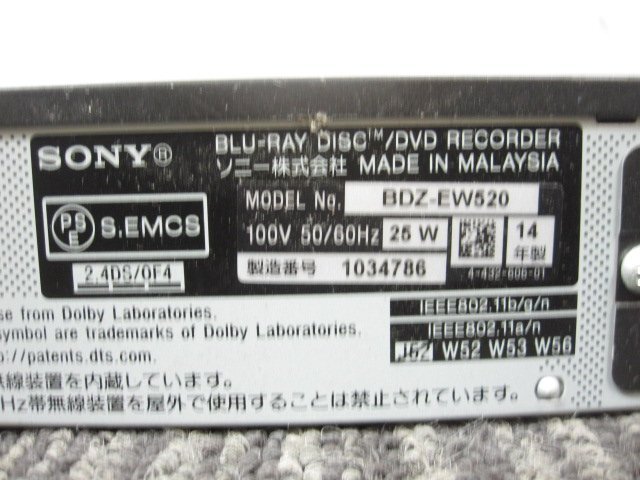 SONY®
BLU-RAY DISC™/DVD RECORDER
ソニー株式会社 MADE IN MALAYSIA
MODEL No. BDZ-EW520
PSE S.EMCS
100V 50/60Hz 25 W
14年製
2.4DS/OF4
製造番号 1034786
4-432-606-01
se from Dolby Laboratories.
symbol are trademarks of Dolby Laboratories.
://patents.dts.com.
IEEE802.11b/g/n
IEEE802.11a/n
J52 W52 W53 W56
無線装置を内蔵しています。
Hz帯無線装置を屋外で使用することは禁止されています。